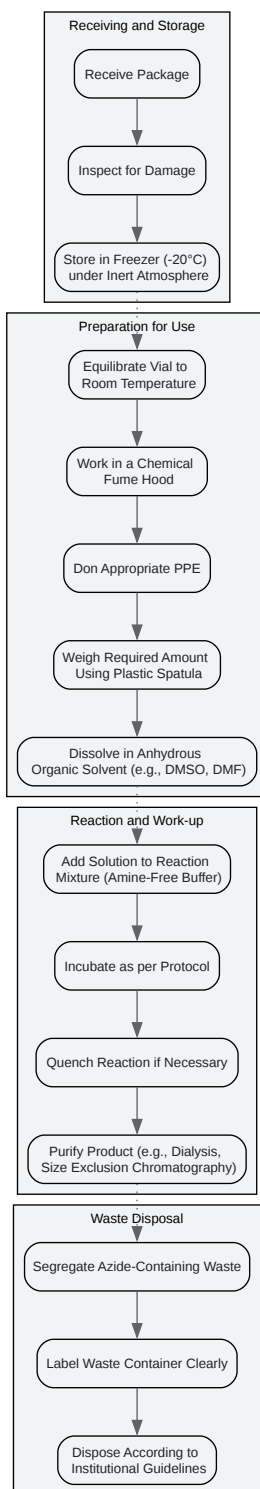 Receiving and Storage
Receive Package
Inspect for Damage
Store in Freezer (-20°C)
under Inert Atmosphere
Preparation for Use
Equilibrate Vial to
Room Temperature
Work in a Chemical
Fume Hood
Don Appropriate PPE
Weigh Required Amount
Using Plastic Spatula
Dissolve in Anhydrous
Organic Solvent (e.g., DMSO, DMF)
Reaction and Work-up
Add Solution to Reaction
Mixture (Amine-Free Buffer)
Incubate as per Protocol
Quench Reaction if Necessary
Purify Product (e.g., Dialysis,
Size Exclusion Chromatography)
Waste Disposal
Segregate Azide-Containing Waste
Label Waste Container Clearly
Dispose According to
Institutional Guidelines